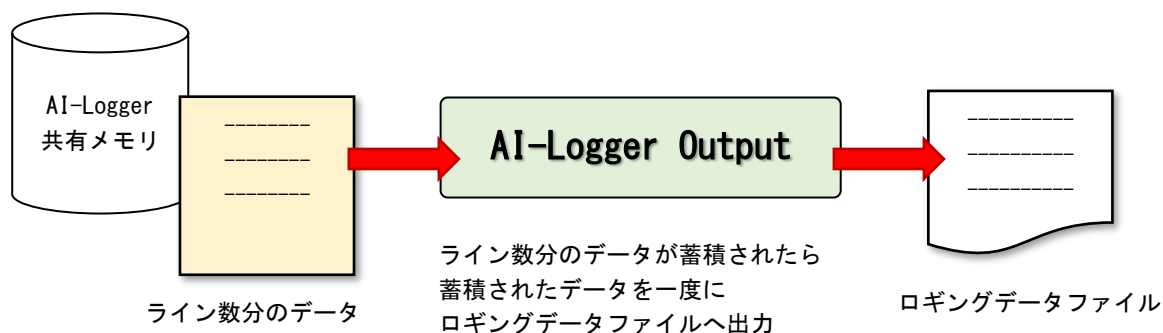 AI-Logger
共有メモリ
--------
--------
--------
AI-Logger Output
----------
----------
----------
ライン数分のデータ
ライン数分のデータが蓄積されたら
蓄積されたデータを一度に
ロギングデータファイルへ出力
ロギングデータファイル